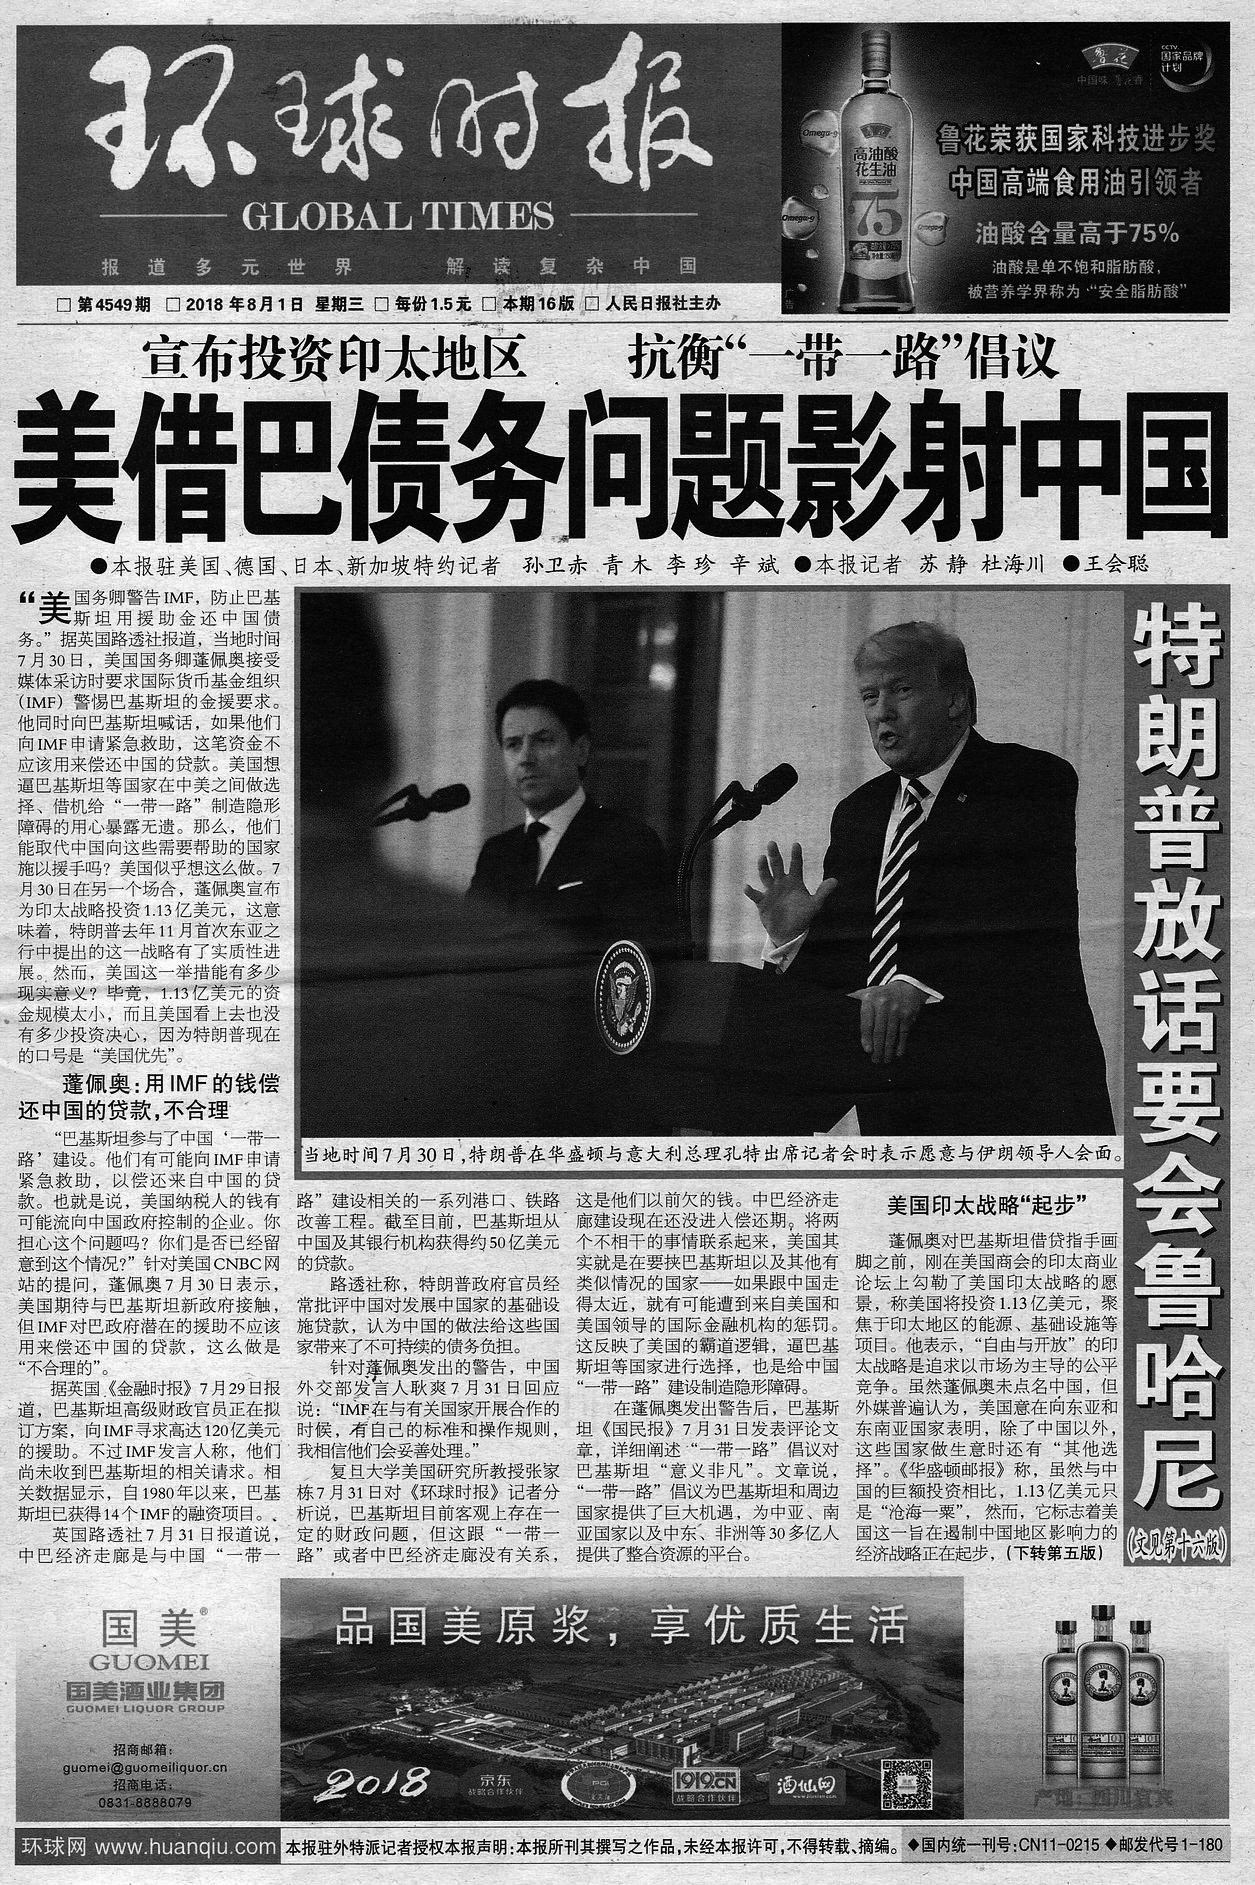 环球时报
GLOBAL TIMES
报道多元世界 解读复杂中国
鲁花
中国味 鲁花香
CCTV.
国家品牌
计划
Omega-9
Omega-9
Omega-9
高油酸
花生油
75
鲁花荣获国家科技进步奖
中国高端食用油引领者
油酸含量高于75%
油酸是单不饱和脂肪酸，
被营养学界称为“安全脂肪酸”
广告
□ 第4549期 □ 2018年8月1日 星期三 □ 每份1.5元 □ 本期16版 □ 人民日报社主办
宣布投资印太地区 抗衡“一带一路”倡议
美借巴债务问题影射中国
●本报驻美国、德国、日本、新加坡特约记者 孙卫赤 青木 李珍 辛斌 ●本报记者 苏静 杜海川 ●王会聪
“美国务卿警告IMF，防止巴基
斯坦用援助金还中国债
务。”据英国路透社报道，当地时间
7月30日，美国国务卿蓬佩奥接受
媒体采访时要求国际货币基金组织
（IMF）警惕巴基斯坦的金援要求。
他同时向巴基斯坦喊话，如果他们
向IMF申请紧急救助，这笔资金不
应该用来偿还中国的贷款。美国想
逼巴基斯坦等国家在中美之间做选
择、借机给“一带一路”制造隐形
障碍的用心暴露无遗。那么，他们
能取代中国向这些需要帮助的国家
施以援手吗？美国似乎想这么做。7
月30日在另一个场合，蓬佩奥宣布
为印太战略投资1.13亿美元，这意
味着，特朗普去年11月首次东亚之
行中提出的这一战略有了实质性进
展。然而，美国这一举措能有多少
现实意义？毕竟，1.13亿美元的资
金规模太小，而且美国看上去也没
有多少投资决心，因为特朗普现在
的口号是“美国优先”。
蓬佩奥：用IMF的钱偿
还中国的贷款，不合理
“巴基斯坦参与了中国‘一带一
路’建设。他们有可能向IMF申请
紧急救助，以偿还来自中国的贷
款。也就是说，美国纳税人的钱有
可能流向中国政府控制的企业。你
担心这个问题吗？你们是否已经留
意到这个情况？”针对美国CNBC网
站的提问，蓬佩奥7月30日表示，
美国期待与巴基斯坦新政府接触，
但IMF对巴政府潜在的援助不应该
用来偿还中国的贷款，这么做是
“不合理的”。
据英国《金融时报》7月29日报
道，巴基斯坦高级财政官员正在拟
订方案，向IMF寻求高达120亿美元
的援助。不过IMF发言人称，他们
尚未收到巴基斯坦的相关请求。相
关数据显示，自1980年以来，巴基
斯坦已获得14个IMF的融资项目。
英国路透社7月31日报道说，
中巴经济走廊是与中国“一带一
当地时间7月30日，特朗普在华盛顿与意大利总理孔特出席记者会时表示愿意与伊朗领导人会面。
路”建设相关的一系列港口、铁路
改善工程。截至目前，巴基斯坦从
中国及其银行机构获得约50亿美元
的贷款。
路透社称，特朗普政府官员经
常批评中国对发展中国家的基础设
施贷款，认为中国的做法给这些国
家带来了不可持续的债务负担。
针对蓬佩奥发出的警告，中国
外交部发言人耿爽7月31日回应
说：“IMF在与有关国家开展合作的
时候，有自己的标准和操作规则，
我相信他们会妥善处理。”
复旦大学美国研究所教授张家
栋7月31日对《环球时报》记者分
析说，巴基斯坦目前客观上存在一
定的财政问题，但这跟“一带一
路”或者中巴经济走廊没有关系，
这是他们以前欠的钱。中巴经济走
廊建设现在还没进入偿还期。将两
个不相干的事情联系起来，美国其
实就是在要挟巴基斯坦以及其他有
类似情况的国家——如果跟中国走
得太近，就有可能遭到来自美国和
美国领导的国际金融机构的惩罚。
这反映了美国的霸道逻辑，逼巴基
斯坦等国家进行选择，也是给中国
“一带一路”建设制造隐形障碍。
在蓬佩奥发出警告后，巴基斯
坦《国民报》7月31日发表评论文
章，详细阐述“一带一路”倡议对
巴基斯坦“意义非凡”。文章说，
“一带一路”倡议为巴基斯坦和周边
国家提供了巨大机遇，为中亚、南
亚国家以及中东、非洲等30多亿人
提供了整合资源的平台。
美国印太战略“起步”
蓬佩奥对巴基斯坦借贷指手画
脚之前，刚在美国商会的印太商业
论坛上勾勒了美国印太战略的愿
景，称美国将投资1.13亿美元，聚
焦于印太地区的能源、基础设施等
项目。他表示，“自由与开放”的印
太战略是追求以市场为主导的公平
竞争。虽然蓬佩奥未点名中国，但
外媒普遍认为，美国意在向东亚和
东南亚国家表明，除了中国以外，
这些国家做生意时还有“其他选
择”。《华盛顿邮报》称，虽然与中
国的巨额投资相比，1.13亿美元只
是“沧海一粟”，然而，它标志着美
国这一旨在遏制中国地区影响力的
经济战略正在起步，（下转第五版）
特朗普放话要会鲁哈尼
（文见第十六版）
国美®
GUOMEI
国美酒业集团
GUOMEI LIQUOR GROUP
招商邮箱：
guomei@guomeiliquor.cn
招商电话：
0831-8888079
品国美原浆，享优质生活
2018
京东
战略合作伙伴
PGI
1919.CN
战略合作伙伴
酒仙网
产地：四川宜宾
环球网 www.huanqiu.com
本报驻外特派记者授权本报声明：本报所刊其撰写之作品，未经本报许可，不得转载、摘编。
◆国内统一刊号：CN11-0215 ◆邮发代号1-180